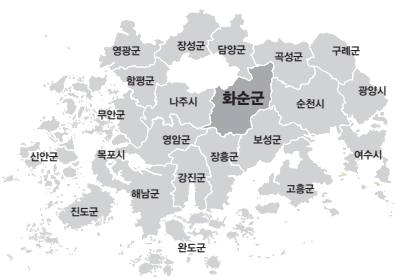 영광군
장성군
담양군
곡성군
구례군
함평군
나주시
화순군
순천시
광양시
무안군
신안군
목포시
영암군
장흥군
보성군
여수시
강진군
해남군
고흥군
진도군
완도군